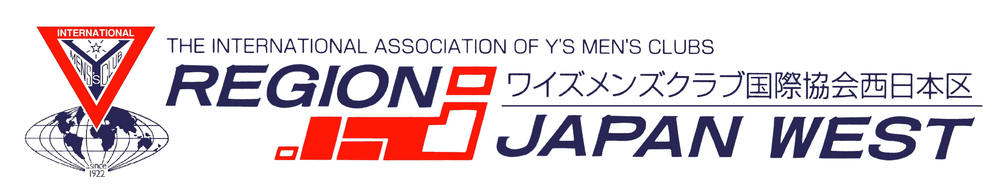 INTERNATIONAL
MEN'S CLUB
Y's
since
1922
THE INTERNATIONAL ASSOCIATION OF Y'S MEN'S CLUBS
REGION
ワイズメンズクラブ国際協会西日本区
JAPAN WEST